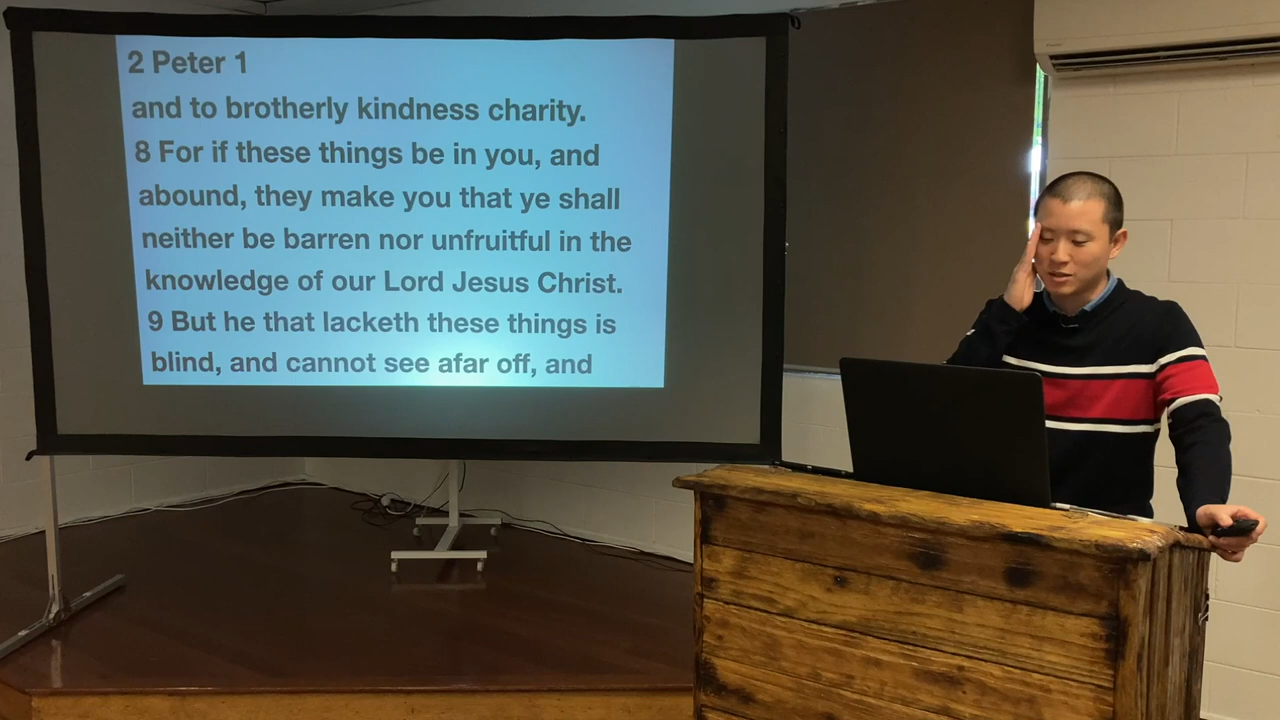 2 Peter 1
and to brotherly kindness charity.
8 For if these things be in you, and
abound, they make you that ye shall
neither be barren nor unfruitful in the
knowledge of our Lord Jesus Christ.
9 But he that lacketh these things is
blind, and cannot see afar off, and